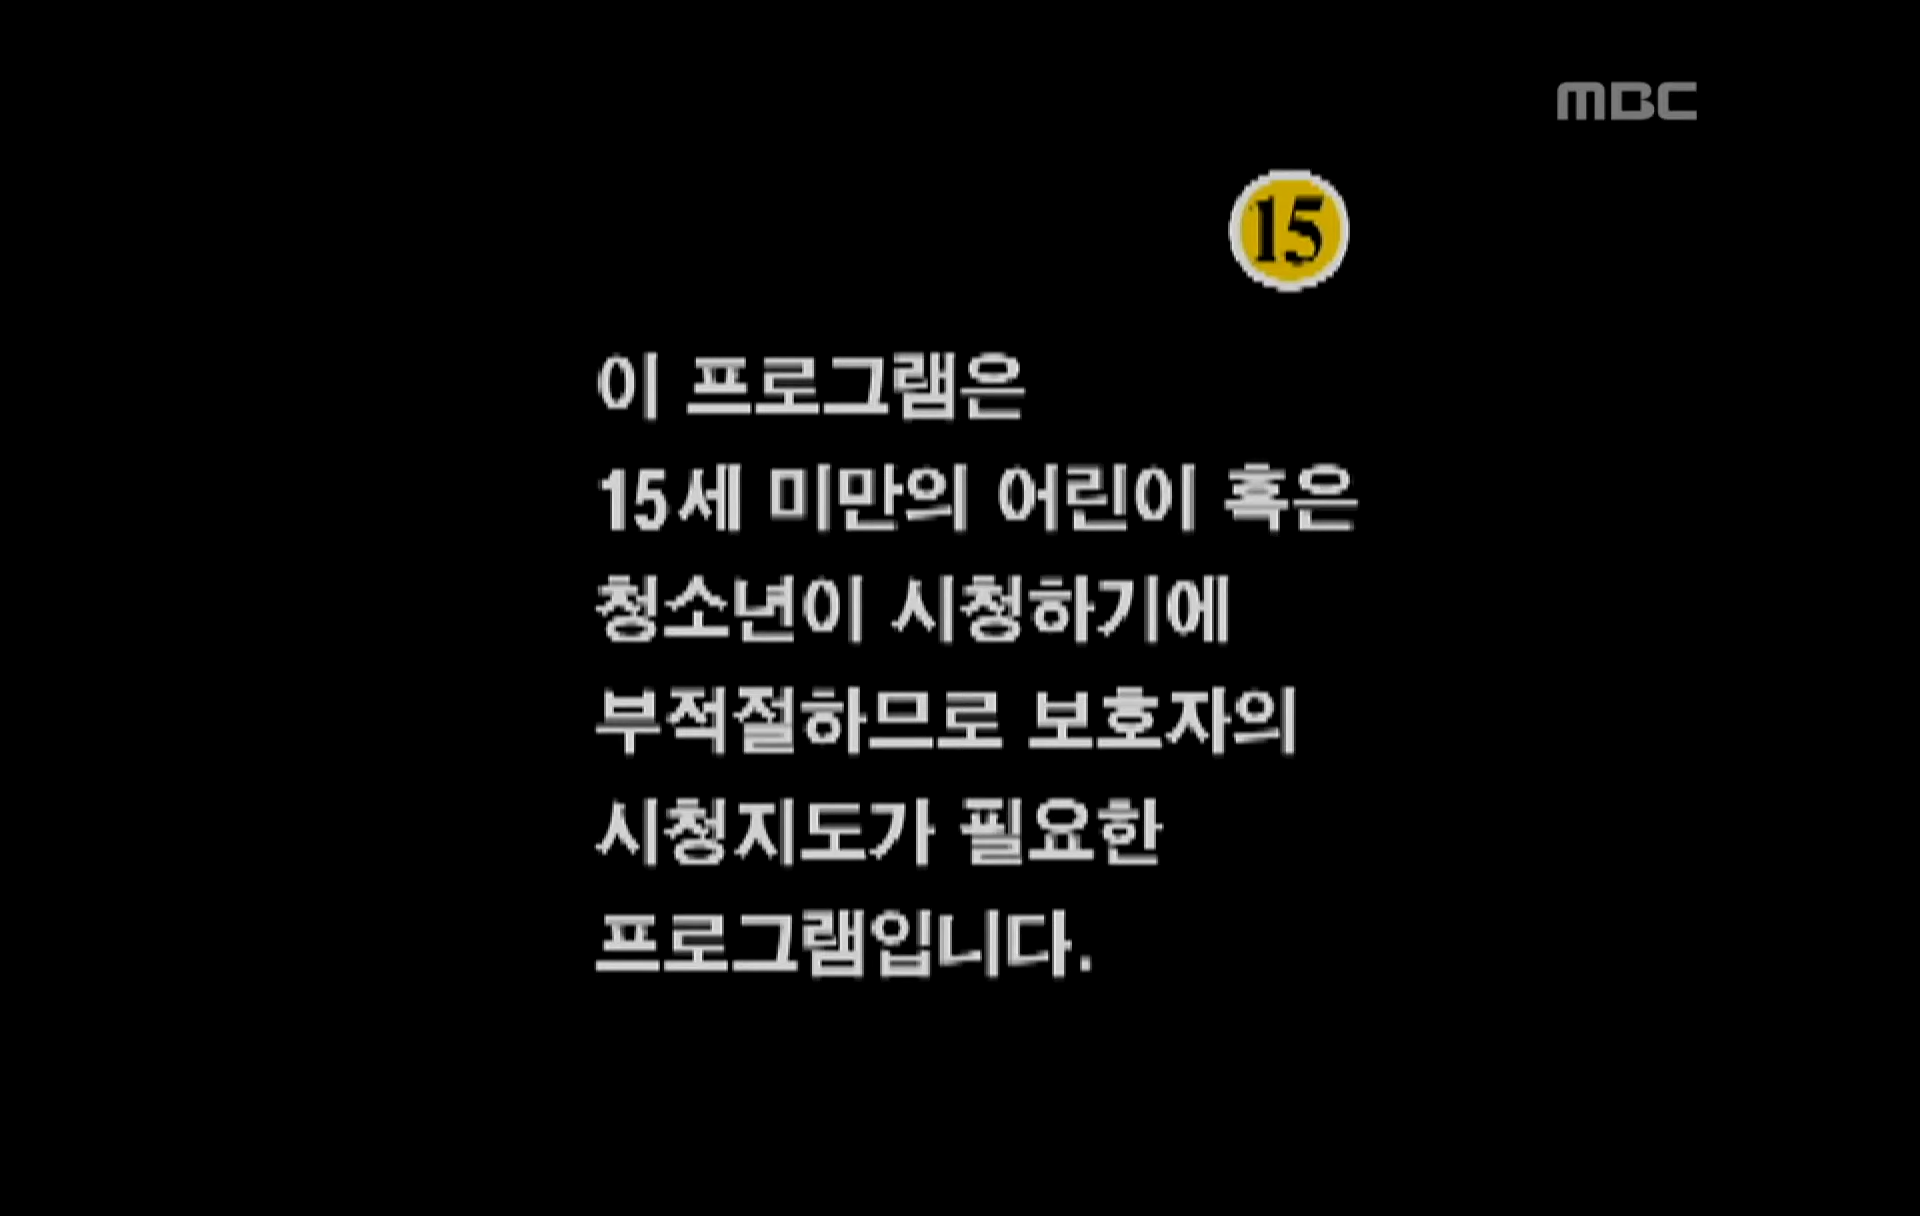 MBC
15
이 프로그램은
15세 미만의 어린이 혹은
청소년이 시청하기에
부적절하므로 보호자의
시청지도가 필요한
프로그램입니다.